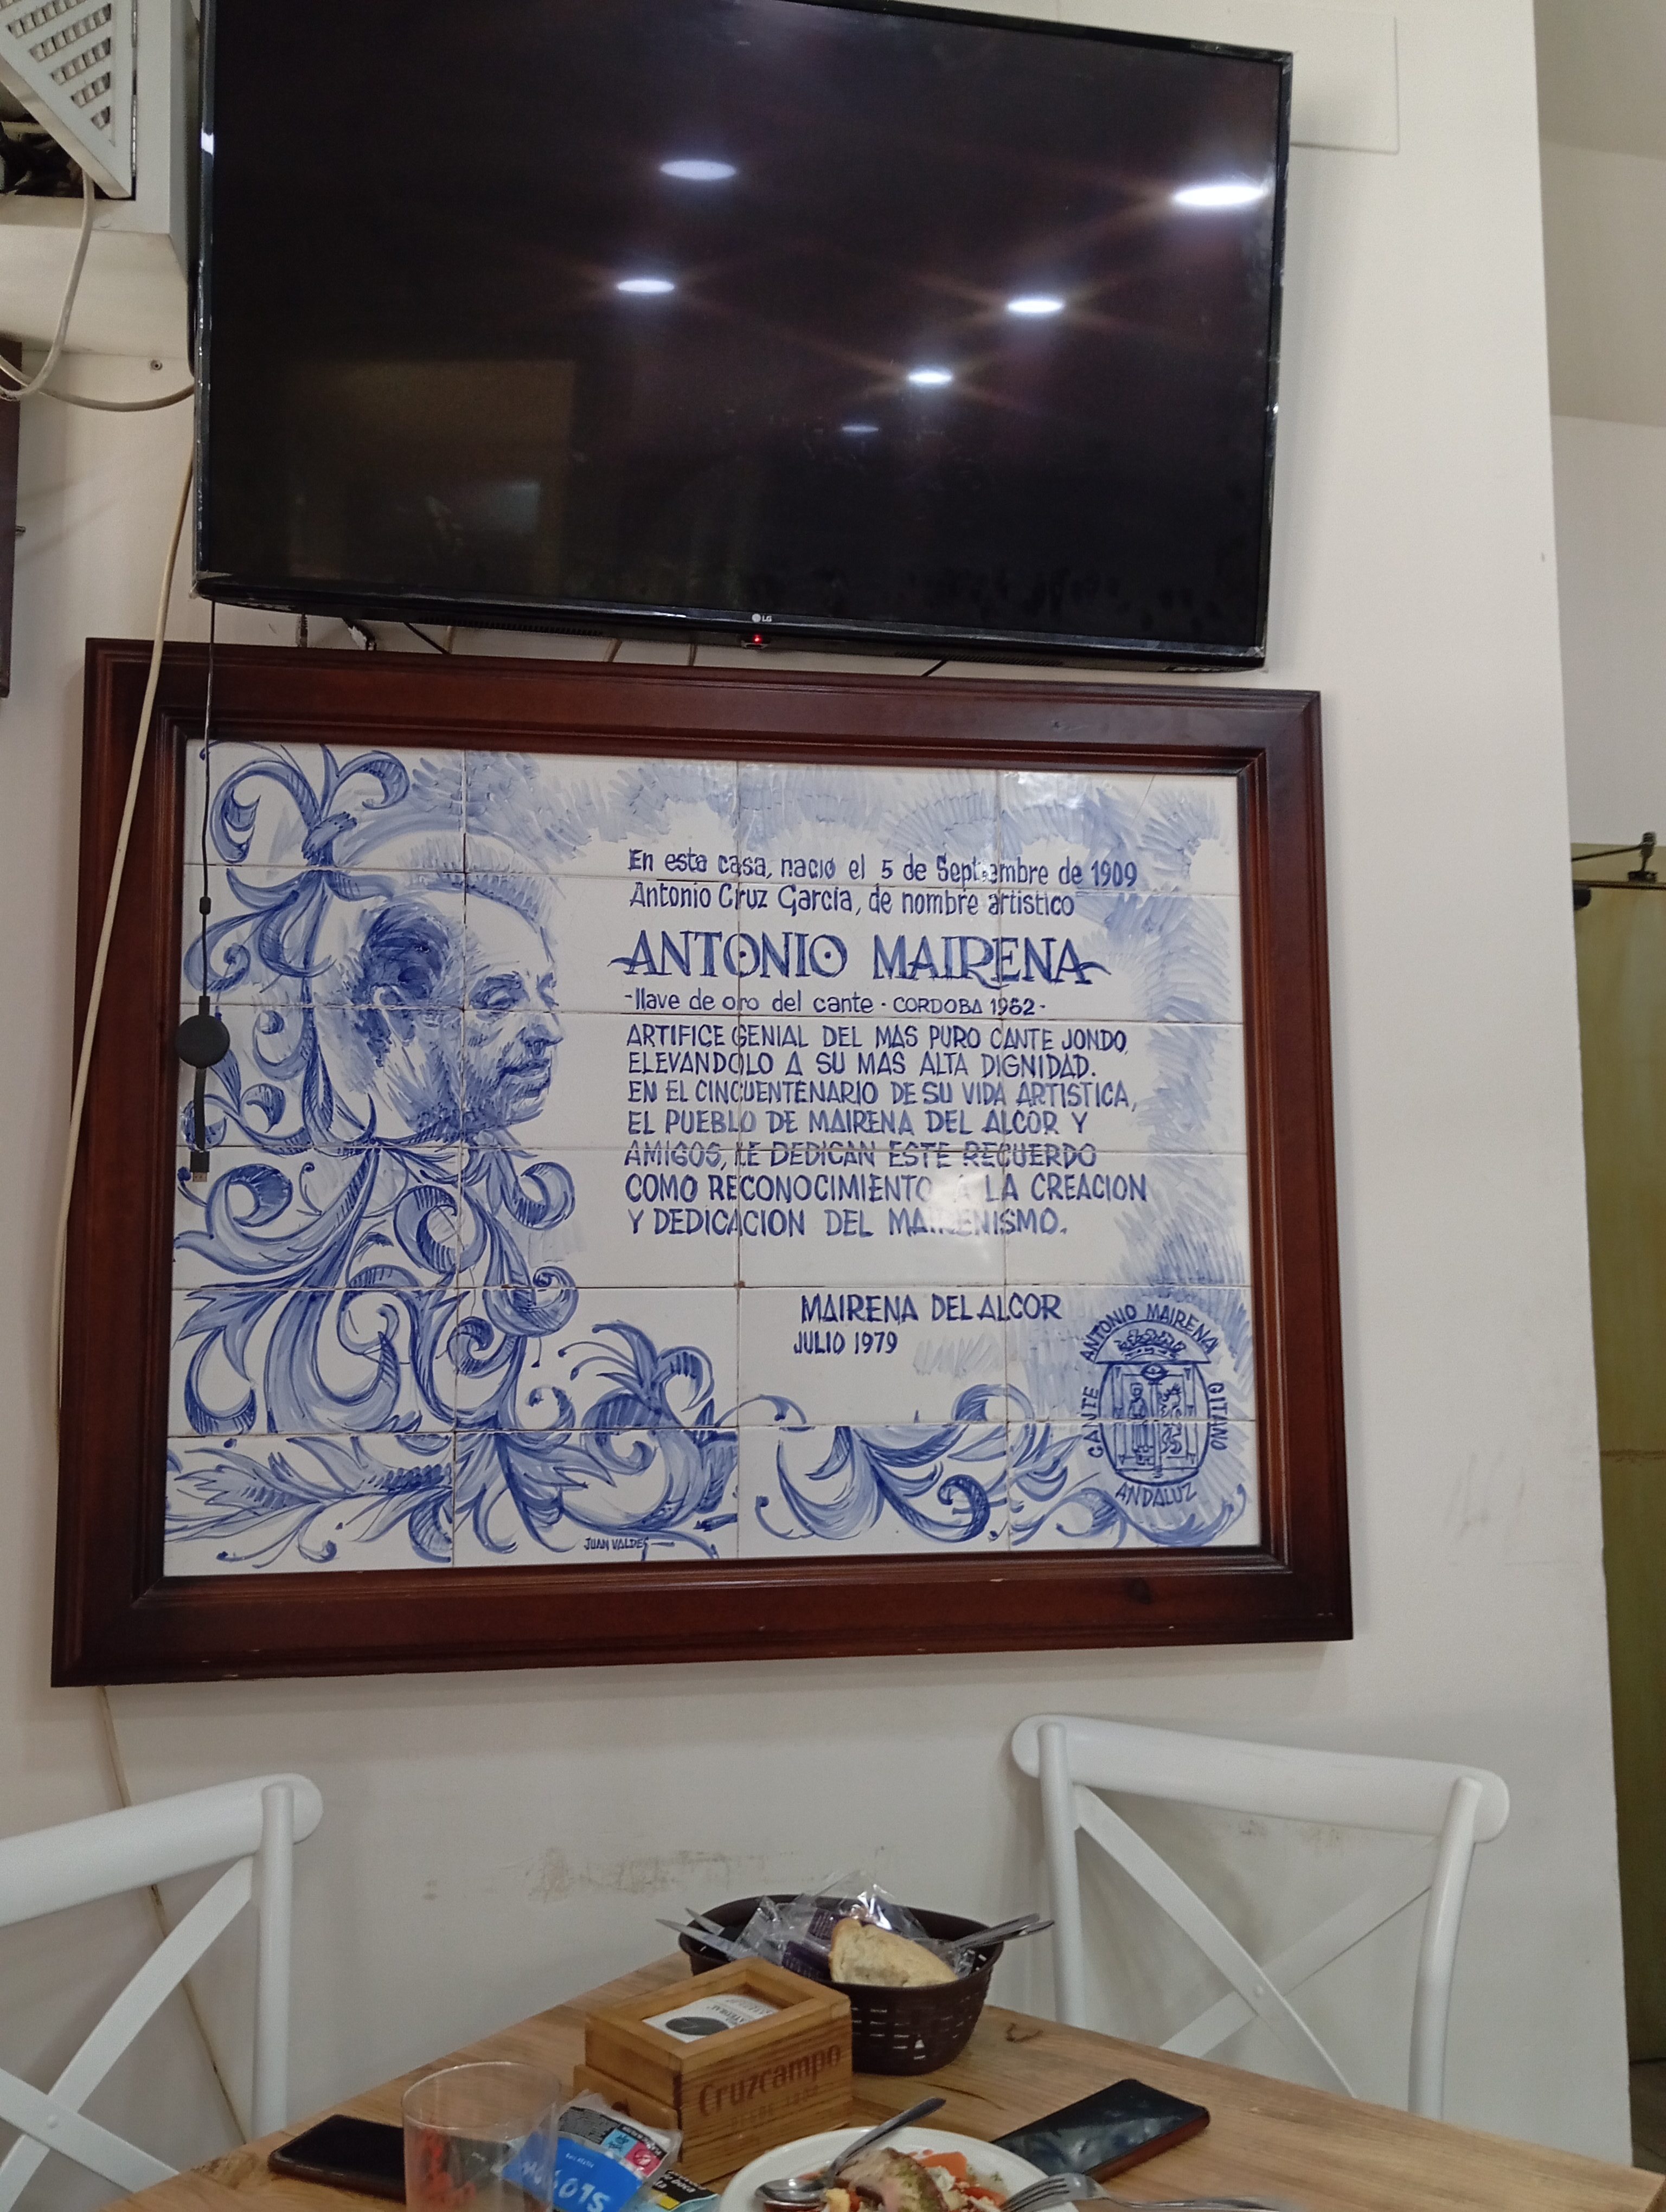 LG
En esta casa, nació el 5 de Septiembre de 1909
Antonio Cruz García, de nombre artistico
ANTONIO MAIRENA
-llave de oro del cante · CORDOBA 1962-
ARTIFICE GENIAL DEL MAS PURO CANTE JONDO,
ELEVANDOLO A SU MAS ALTA DIGNIDAD.
EN EL CINCUENTENARIO DE SU VIDA ARTISTICA,
EL PUEBLO DE MAIRENA DEL ALCOR Y
AMIGOS, LE DEDICAN ESTE RECUERDO
COMO RECONOCIMIENTO A LA CREACION
Y DEDICACION DEL MAIRENISMO.
MAIRENA DEL ALCOR
JULIO 1979
ANTONIO MAIRENA
CANTE
GITANO
ANDALUZ
JUAN VALDES
Cruzcampo